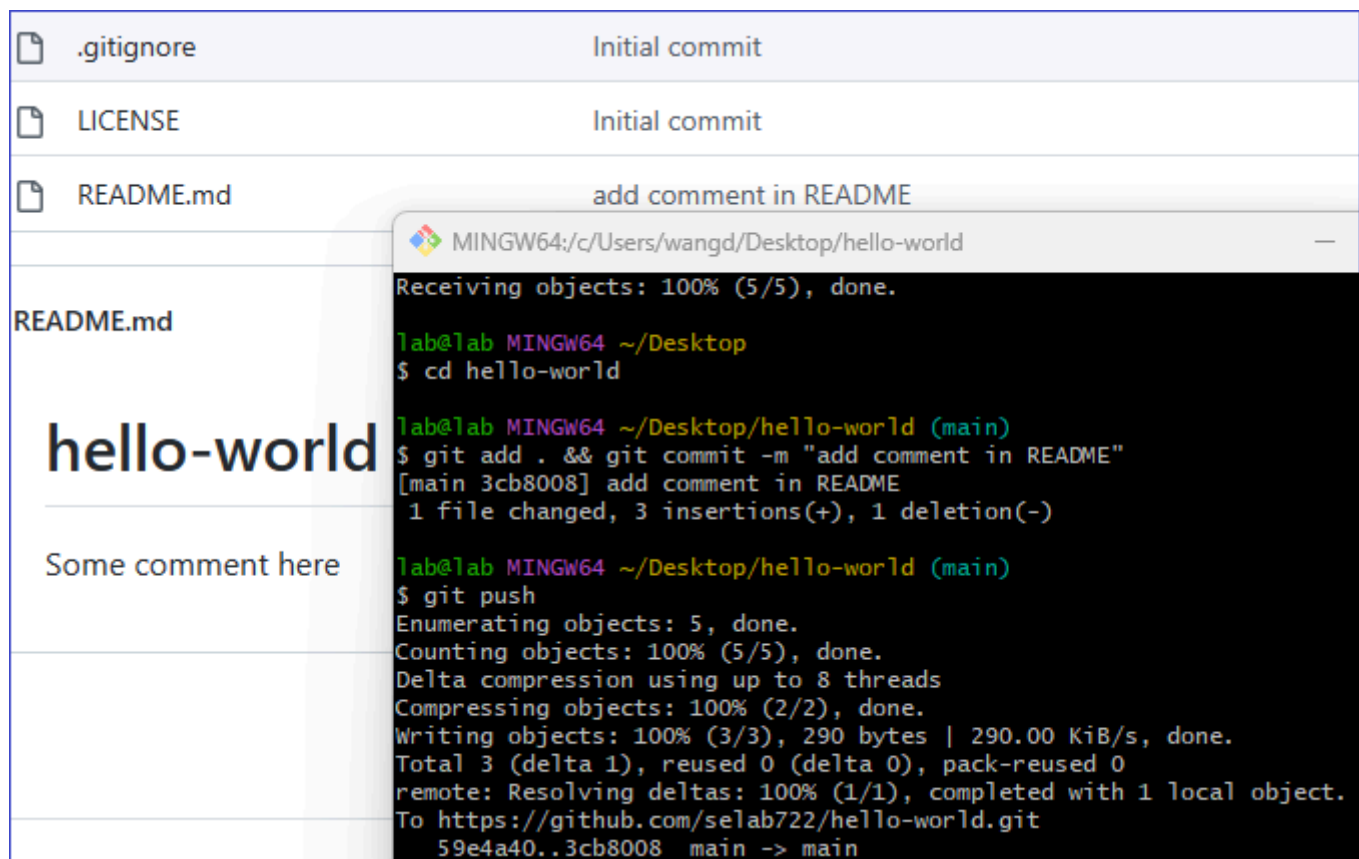 .gitignore Initial commit
LICENSE Initial commit
README.md add comment in README
README.md
hello-world
Some comment here
MINGW64:/c/Users/wangd/Desktop/hello-world
Receiving objects: 100% (5/5), done.
lab@lab MINGW64 ~/Desktop
$ cd hello-world
lab@lab MINGW64 ~/Desktop/hello-world (main)
$ git add . && git commit -m "add comment in README"
[main 3cb8008] add comment in README
1 file changed, 3 insertions(+), 1 deletion(-)
lab@lab MINGW64 ~/Desktop/hello-world (main)
$ git push
Enumerating objects: 5, done.
Counting objects: 100% (5/5), done.
Delta compression using up to 8 threads
Compressing objects: 100% (2/2), done.
Writing objects: 100% (3/3), 290 bytes | 290.00 KiB/s, done.
Total 3 (delta 1), reused 0 (delta 0), pack-reused 0
remote: Resolving deltas: 100% (1/1), completed with 1 local object.
To https://github.com/selab722/hello-world.git
59e4a40..3cb8008 main -> main